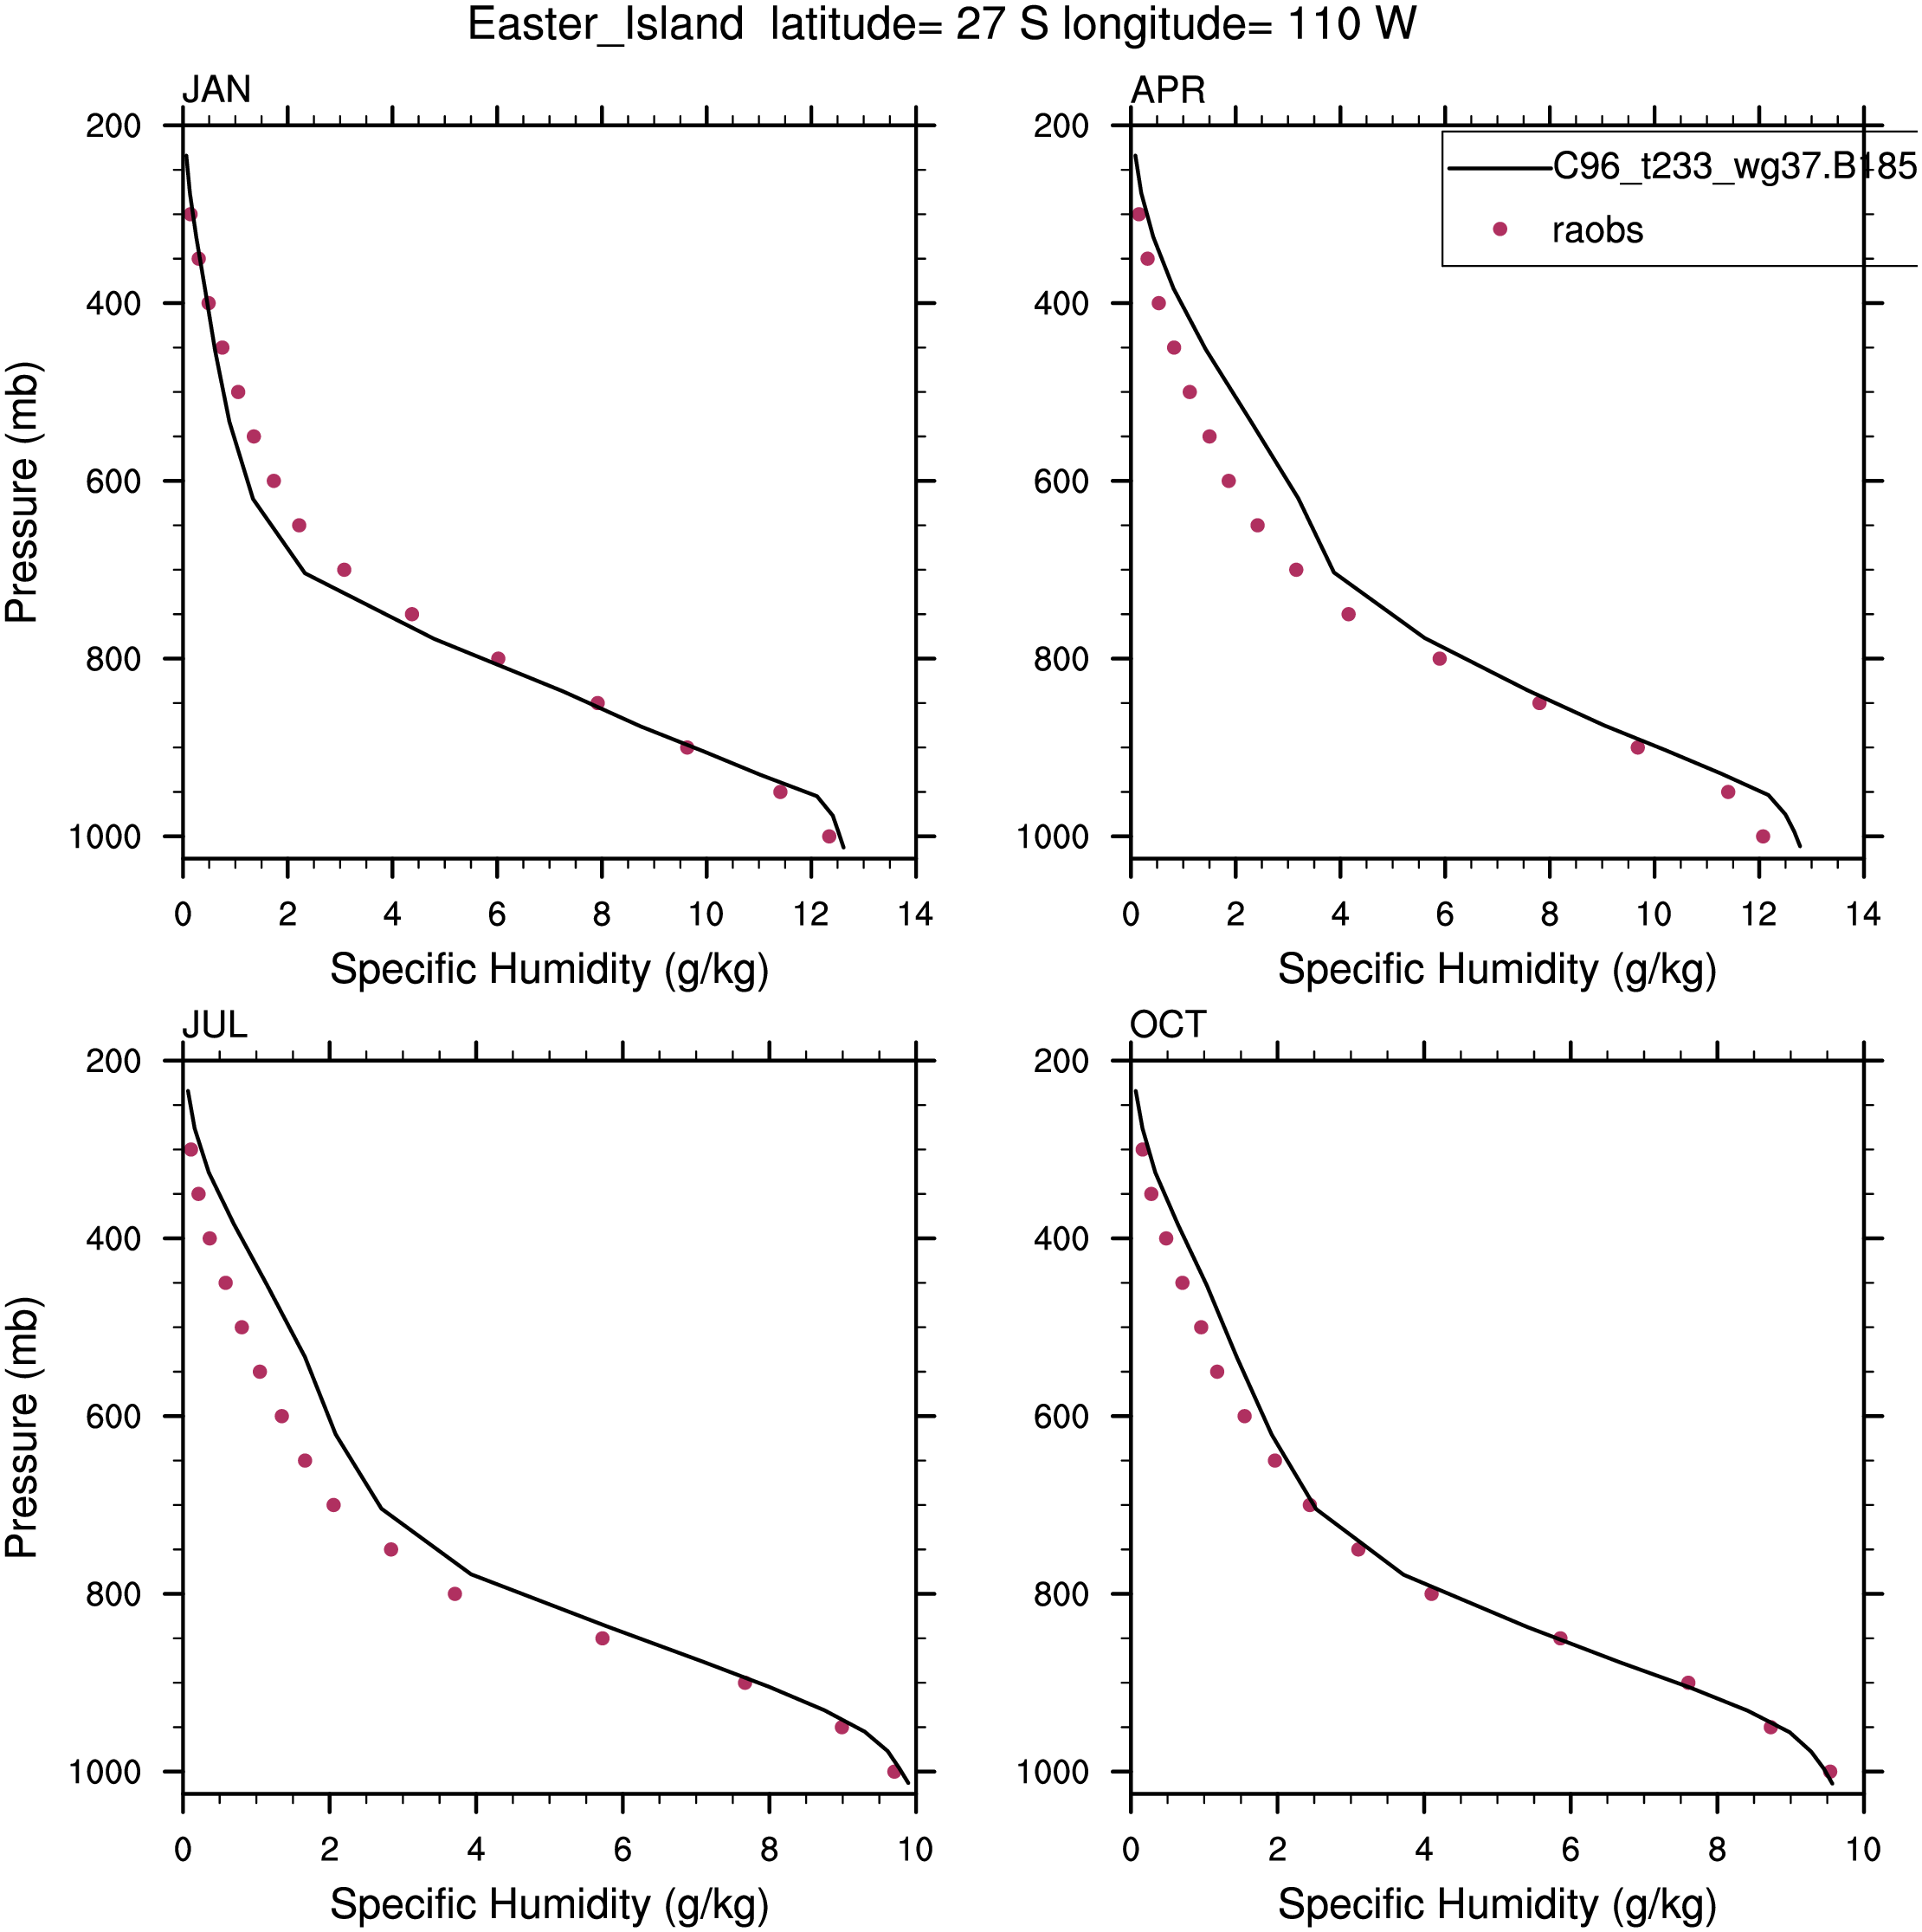 Easter_Island latitude= 27 S longitude= 110 W
JAN
200
400
600
800
1000
Pressure (mb)
0 2 4 6 8 10 12 14
Specific Humidity (g/kg)
APR
200
400
600
800
1000
C96_t233_wg37.B185
raobs
0 2 4 6 8 10 12 14
Specific Humidity (g/kg)
JUL
200
400
600
800
1000
Pressure (mb)
0 2 4 6 8 10
Specific Humidity (g/kg)
OCT
200
400
600
800
1000
0 2 4 6 8 10
Specific Humidity (g/kg)